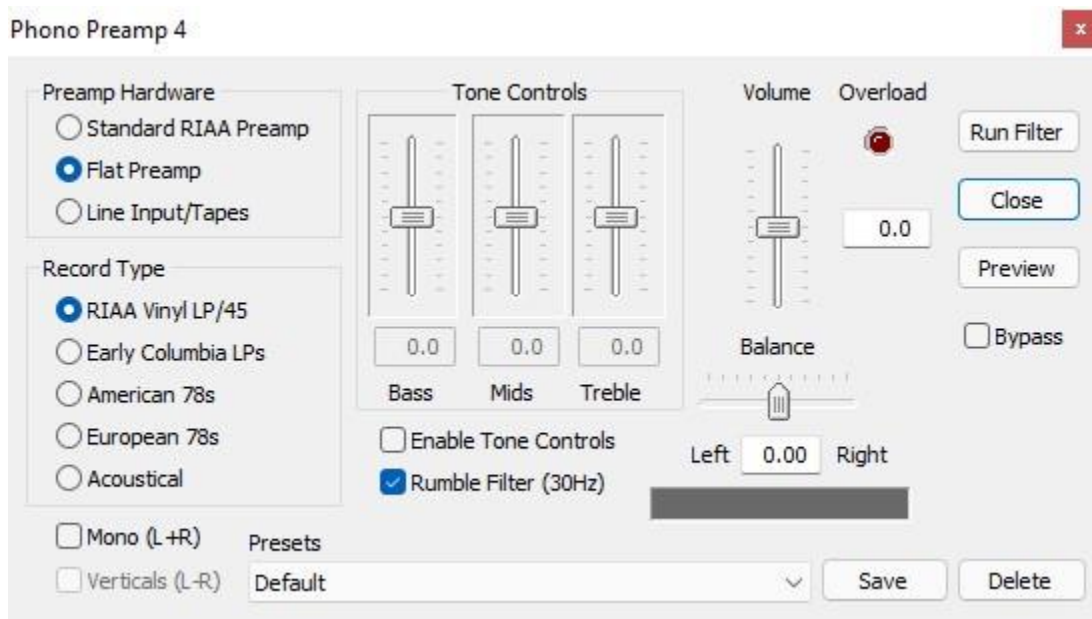 Phono Preamp 4
x
Preamp Hardware
Standard RIAA Preamp
Flat Preamp
Line Input/Tapes
Record Type
RIAA Vinyl LP/45
Early Columbia LPs
American 78s
European 78s
Acoustical
Mono (L+R)
Verticals (L-R)
Tone Controls
0.0 0.0 0.0
Bass Mids Treble
Enable Tone Controls
Rumble Filter (30Hz)
Volume Overload
0.0
Balance
Left 0.00 Right
Run Filter
Close
Preview
Bypass
Presets
Default
Save Delete